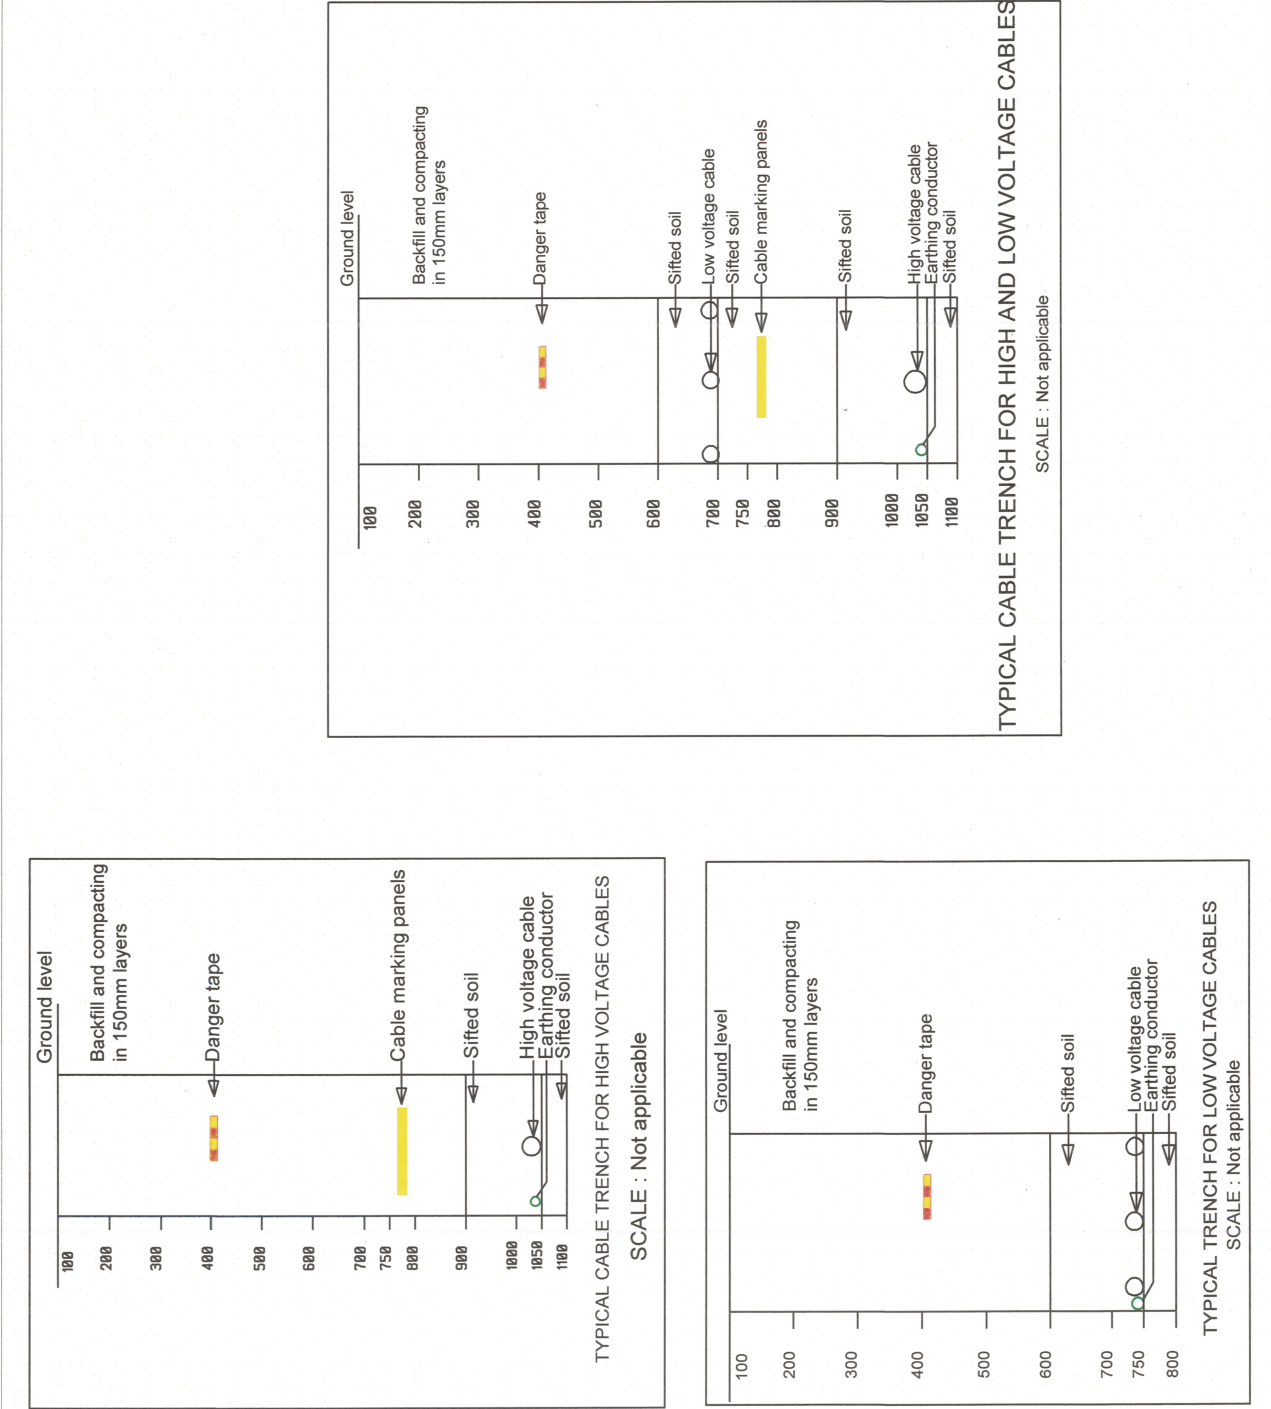 Ground level
Backfill and compacting
in 150mm layers
Danger tape
Cable marking panels
Sifted soil
High voltage cable
Earthing conductor
Sifted soil
100
200
300
400
500
600
700
750
800
900
1000
1050
1100
TYPICAL CABLE TRENCH FOR HIGH VOLTAGE CABLES
SCALE : Not applicable
Ground level
Backfill and compacting
in 150mm layers
Danger tape
Sifted soil
Low voltage cable
Earthing conductor
Sifted soil
100
200
300
400
500
600
700
750
800
TYPICAL TRENCH FOR LOW VOLTAGE CABLES
SCALE : Not applicable
Ground level
Backfill and compacting
in 150mm layers
Danger tape
Sifted soil
Low voltage cable
Sifted soil
Cable marking panels
Sifted soil
High voltage cable
Earthing conductor
Sifted soil
100
200
300
400
500
600
700
750
800
900
1000
1050
1100
TYPICAL CABLE TRENCH FOR HIGH AND LOW VOLTAGE CABLES
SCALE : Not applicable